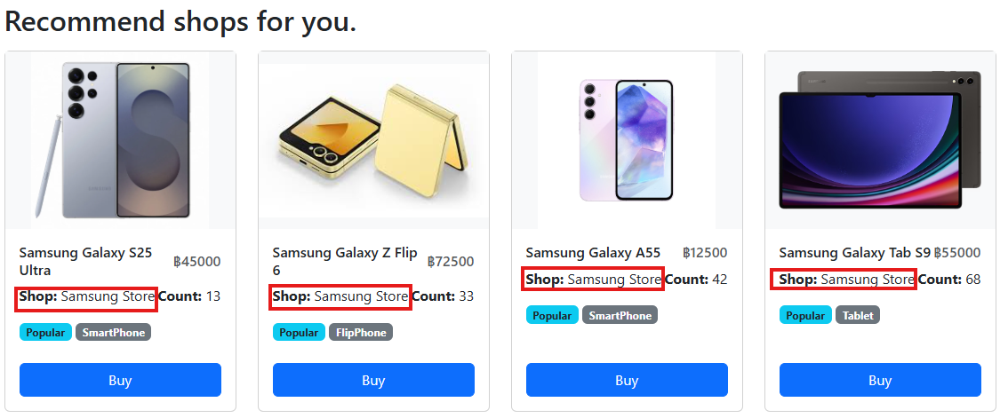 Recommend shops for you.
Samsung Galaxy S25 Ultra
฿45000
Shop: Samsung Store Count: 13
Popular SmartPhone
Buy
Samsung Galaxy Z Flip 6
฿72500
Shop: Samsung Store Count: 33
Popular FlipPhone
Buy
Samsung Galaxy A55 ฿12500
Shop: Samsung Store Count: 42
Popular SmartPhone
Buy
Samsung Galaxy Tab S9 ฿55000
Shop: Samsung Store Count: 68
Popular Tablet
Buy